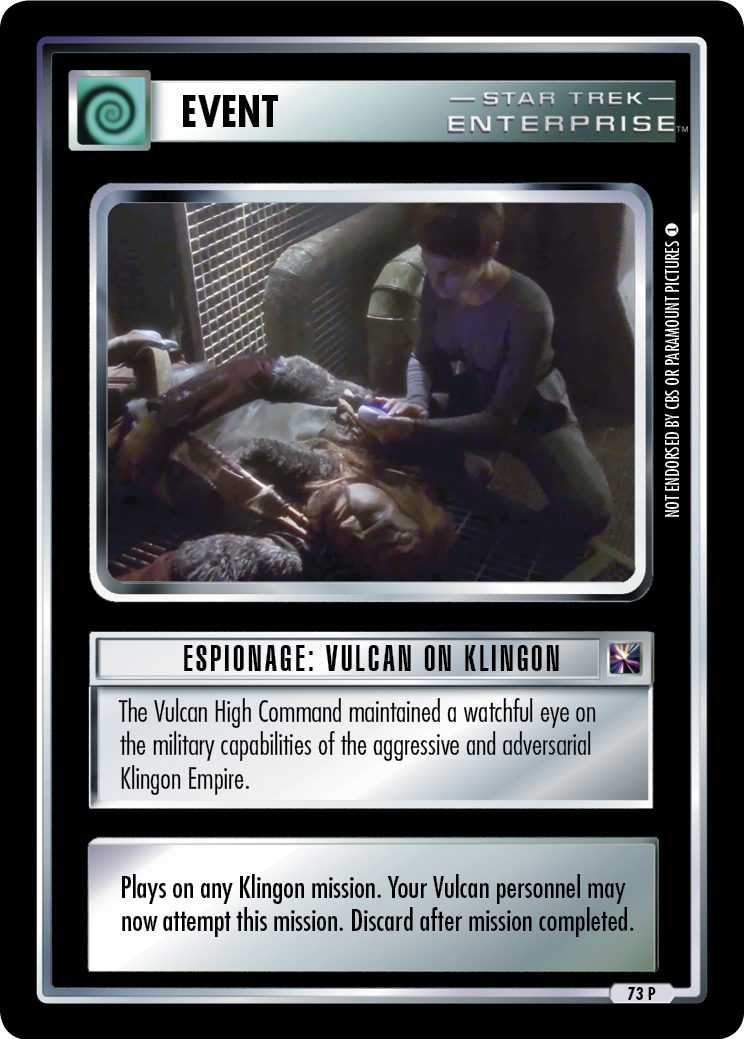 EVENT
— STAR TREK —
ENTERPRISE™
NOT ENDORSED BY CBS OR PARAMOUNT PICTURES 1
ESPIONAGE: VULCAN ON KLINGON
The Vulcan High Command maintained a watchful eye on
the military capabilities of the aggressive and adversarial
Klingon Empire.
Plays on any Klingon mission. Your Vulcan personnel may
now attempt this mission. Discard after mission completed.
73 P